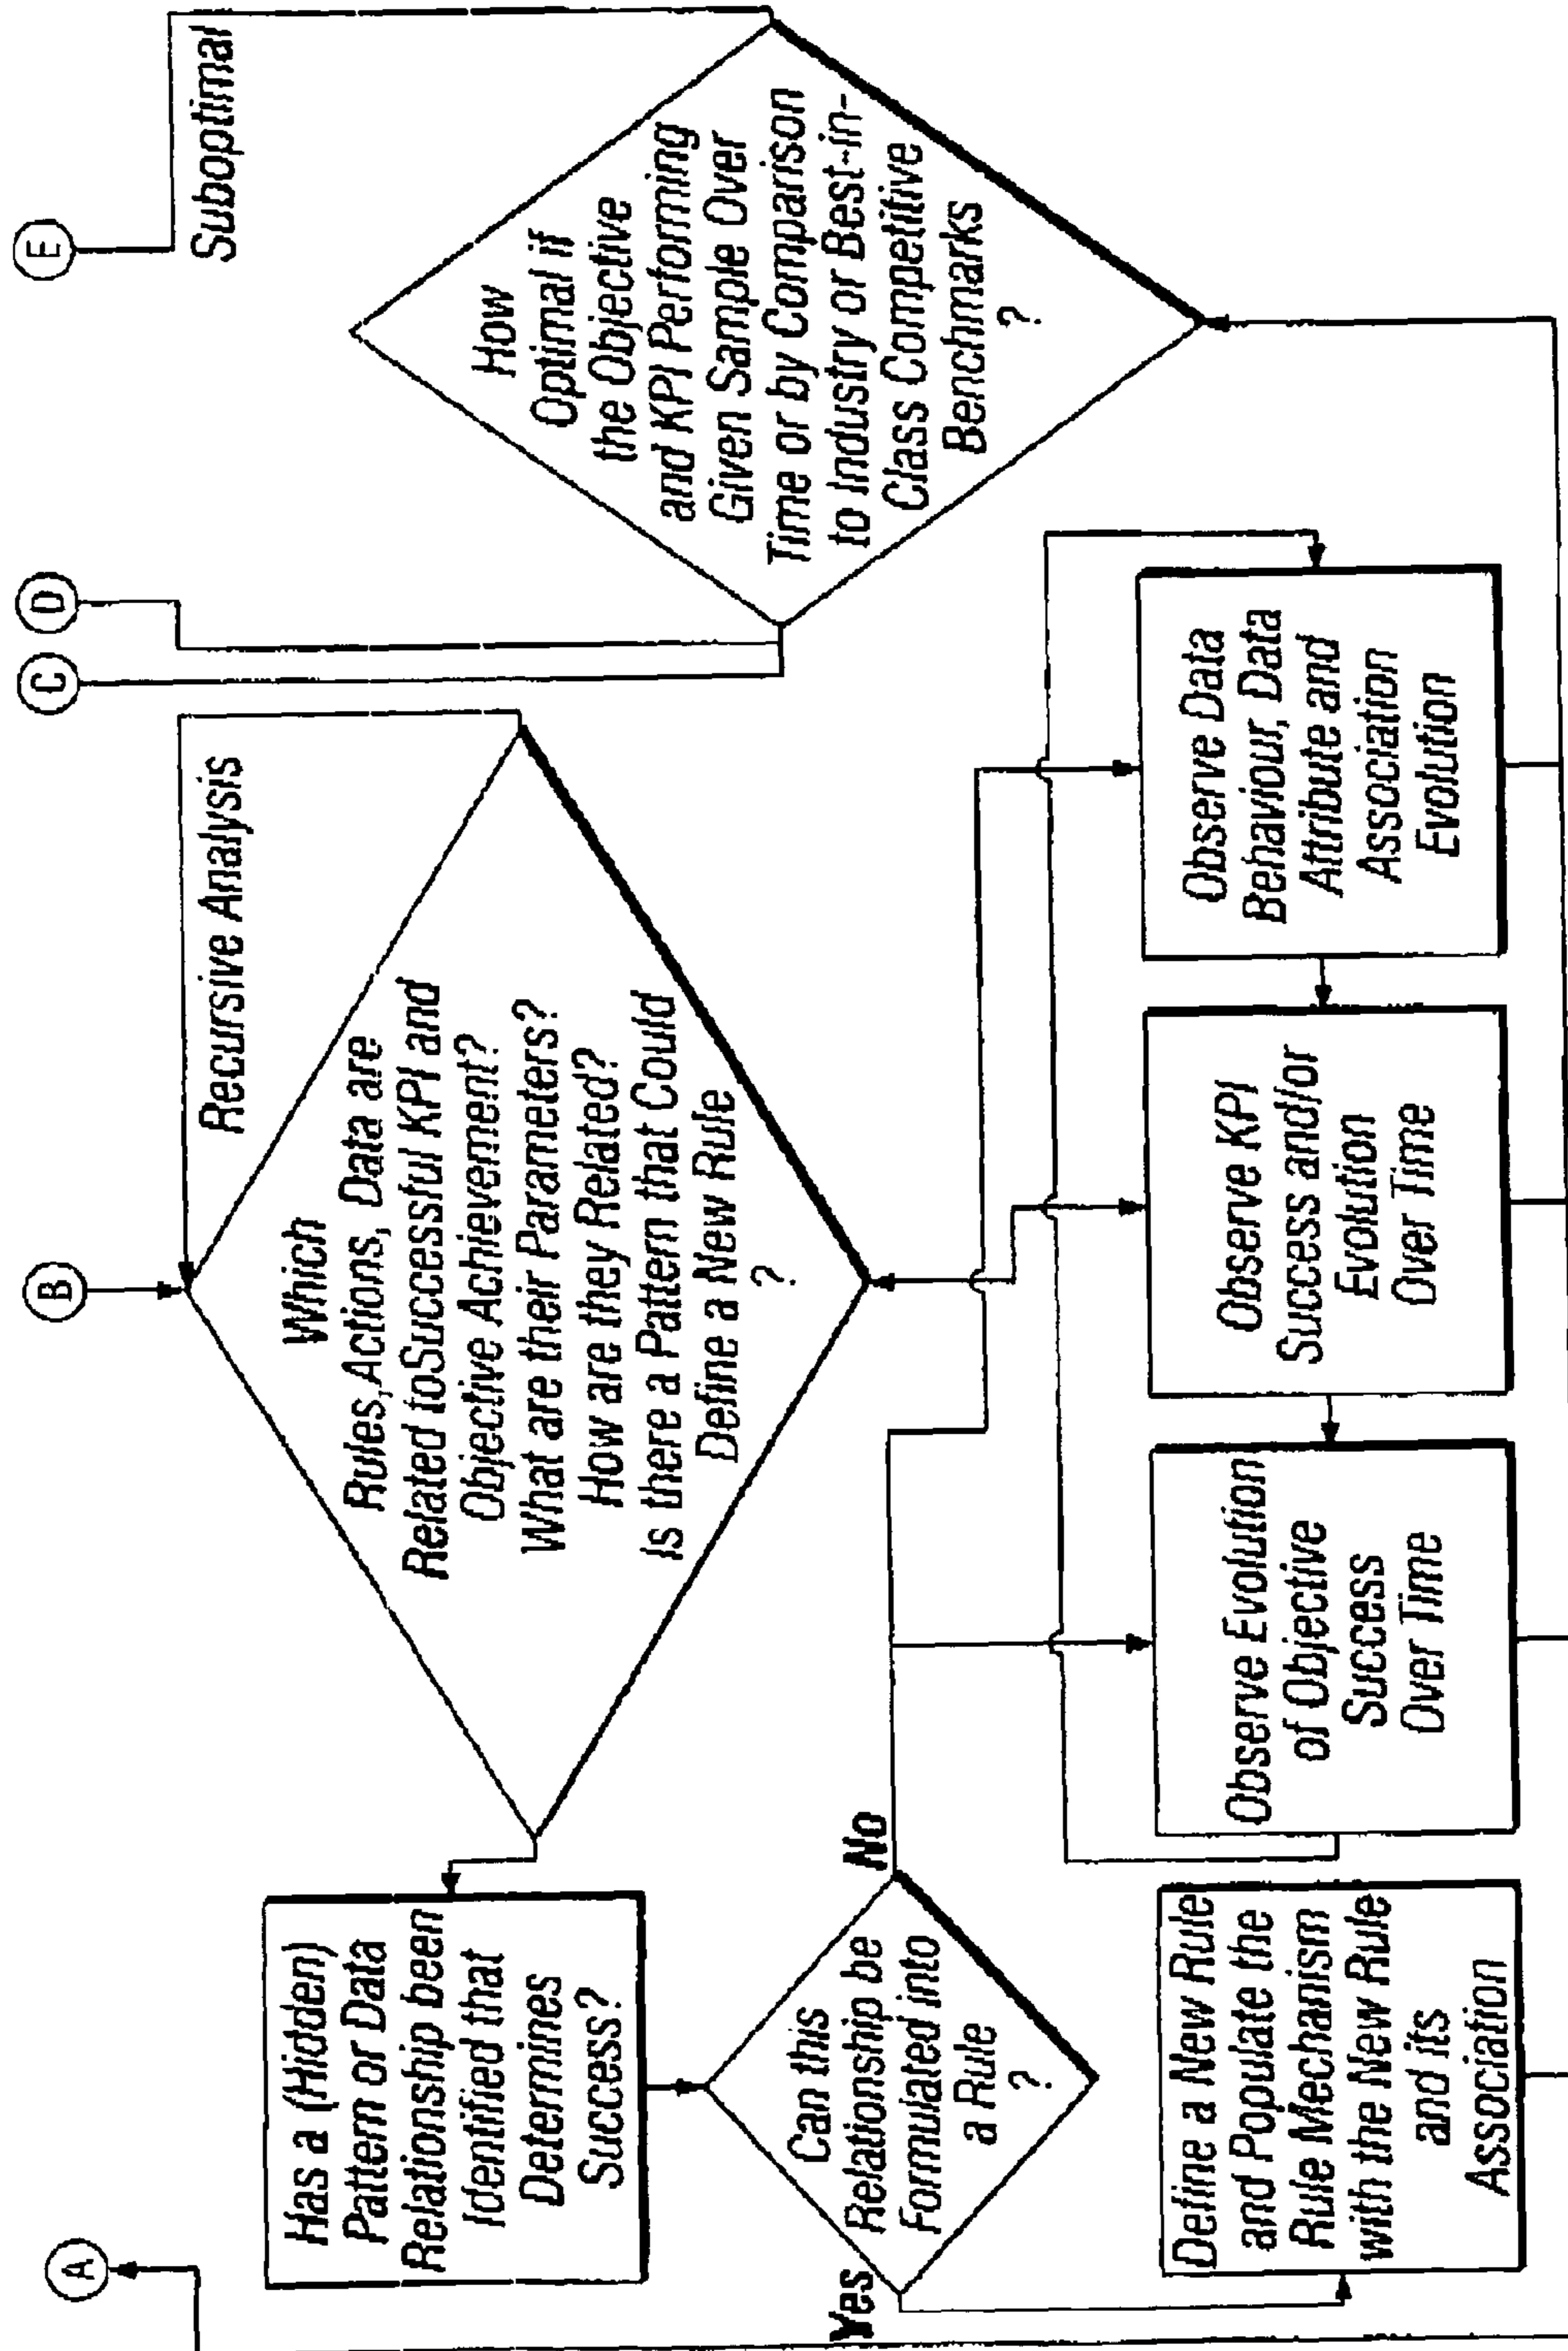 A
B
C
D
E
Recursive Analysis
Suboptimal
Has a (Hidden)
Pattern or Data
Relationship been
Identified that
Determines
Success?
Which
Rules,Actions, Data are
Related toSuccessful KPI and
Objective Achievement?
What are their Parameters?
How are they Related?
Is there a Pattern that Could
Define a New Rule
?
How
Optimal if
the Objective
and KPI Performing
Given Sample Over
Time or by Comparison
to Industry or Best-in-
Class Competitive
Benchmarks
?
Yes
Can this
Relationship be
Formulated into
a Rule
?
No
Define a New Rule
and Populate the
Rule Mechanism
with the New Rule
and its
Association
Observe Evolution
of Objective
Success
Over Time
Observe KPI
Success and/or
Evolution
Over Time
Observe Data
Behaviour, Data
Attribute and
Association
Evolution